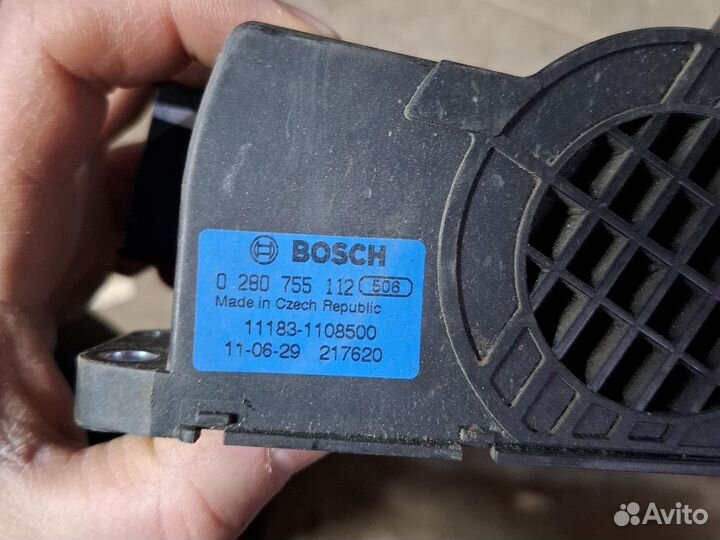 BOSCH
0 280 755 112 506
Made in Czech Republic
11183-1108500
11-06-29 217620
Avito